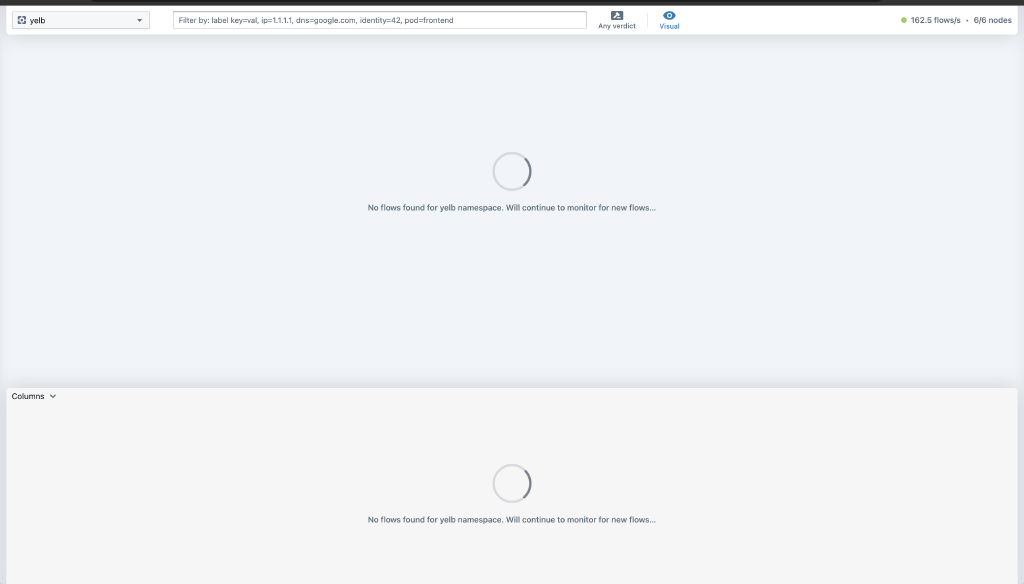 yelb
Filter by: label key=val, ip=1.1.1.1, dns=google.com, identity=42, pod=frontend
Any verdict
Visual
162.5 flows/s • 6/6 nodes
No flows found for yelb namespace. Will continue to monitor for new flows...
Columns
No flows found for yelb namespace. Will continue to monitor for new flows...